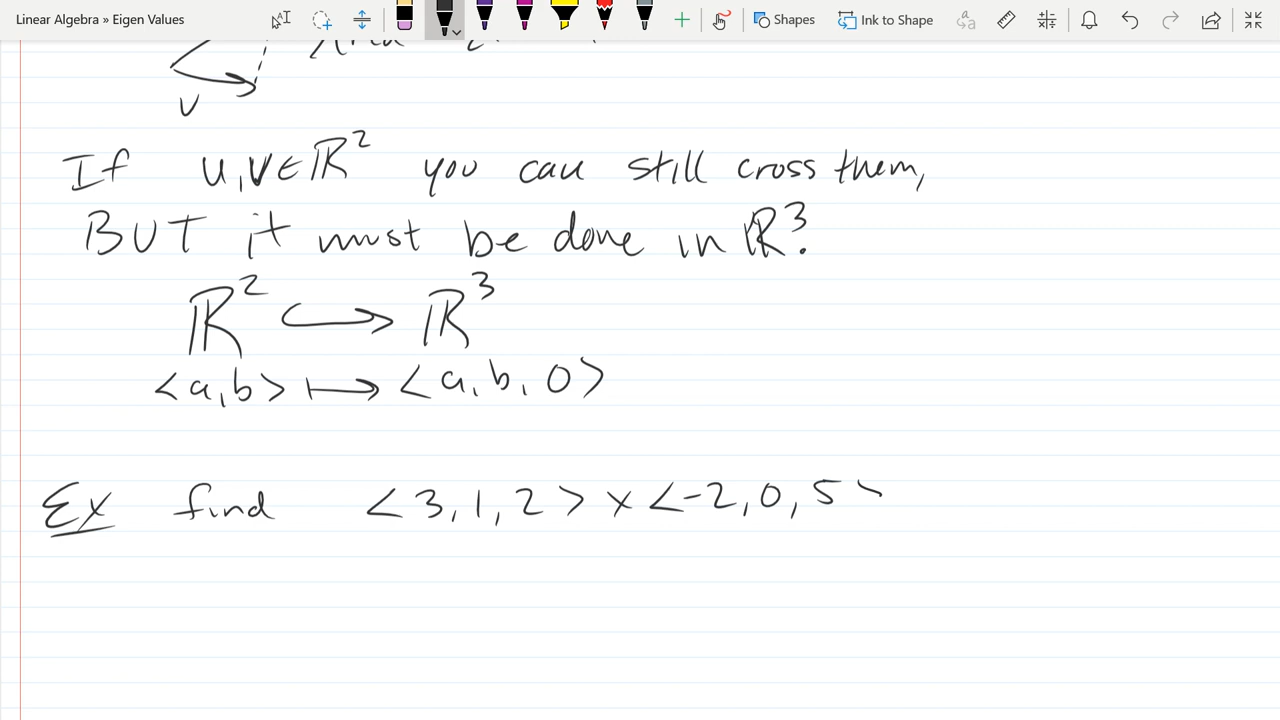 Linear Algebra » Eigen Values
Shapes
Ink to Shape
V
If u,v∈ℝ² you can still cross them,
BUT it must be done in ℝ³.
ℝ² ↪ ℝ³
<a,b> ↦ <a,b,0>
Ex find <3,1,2> x <-2,0,5>